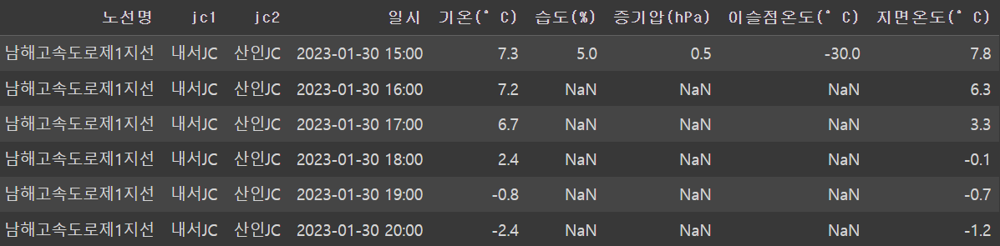 노선명 jc1 jc2 일시 기온(°C) 습도(%) 증기압(hPa) 이슬점온도(°C) 지면온도(°C)
남해고속도로제1지선 내서JC 산인JC 2023-01-30 15:00 7.3 5.0 0.5 -30.0 7.8
남해고속도로제1지선 내서JC 산인JC 2023-01-30 16:00 7.2 NaN NaN NaN 6.3
남해고속도로제1지선 내서JC 산인JC 2023-01-30 17:00 6.7 NaN NaN NaN 3.3
남해고속도로제1지선 내서JC 산인JC 2023-01-30 18:00 2.4 NaN NaN NaN -0.1
남해고속도로제1지선 내서JC 산인JC 2023-01-30 19:00 -0.8 NaN NaN NaN -0.7
남해고속도로제1지선 내서JC 산인JC 2023-01-30 20:00 -2.4 NaN NaN NaN -1.2